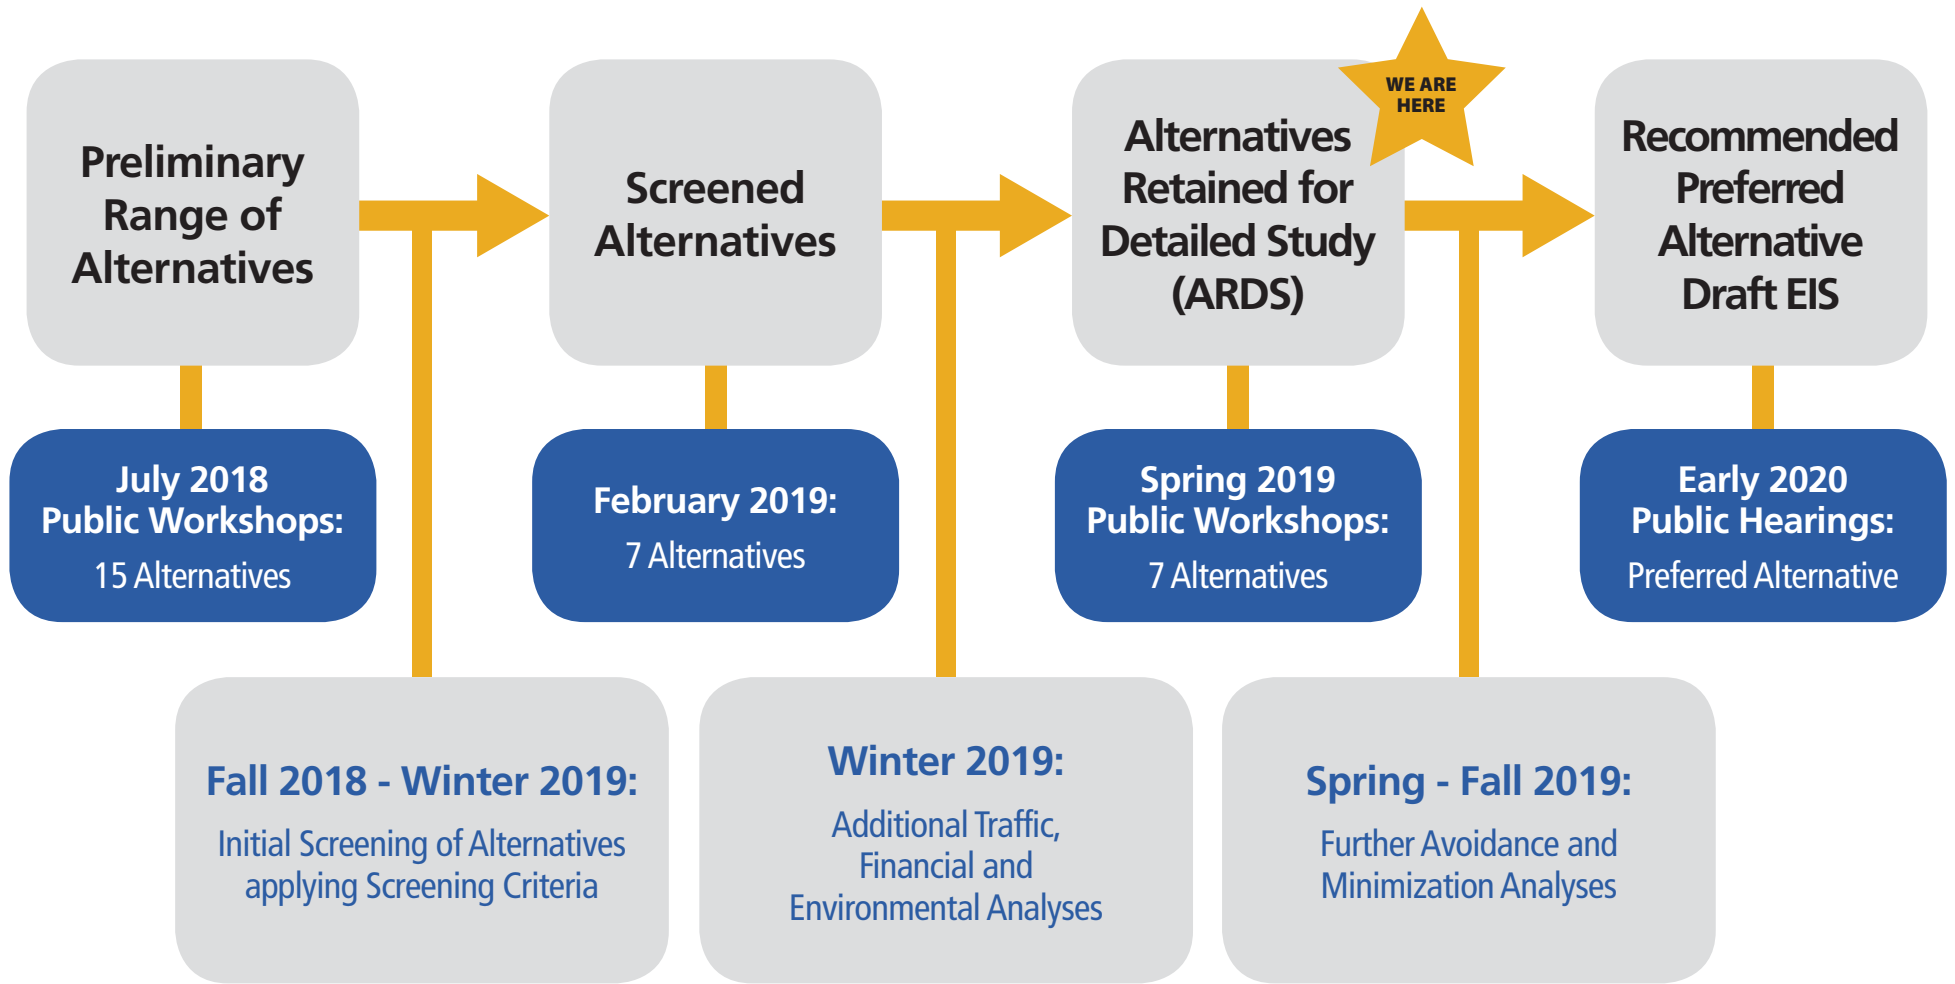 Preliminary
Range of
Alternatives
Screened
Alternatives
Alternatives
Retained for
Detailed Study
(ARDS)
WE ARE
HERE
Recommended
Preferred
Alternative
Draft EIS
July 2018
Public Workshops:
15 Alternatives
February 2019:
7 Alternatives
Spring 2019
Public Workshops:
7 Alternatives
Early 2020
Public Hearings:
Preferred Alternative
Fall 2018 - Winter 2019:
Initial Screening of Alternatives
applying Screening Criteria
Winter 2019:
Additional Traffic,
Financial and
Environmental Analyses
Spring - Fall 2019:
Further Avoidance and
Minimization Analyses